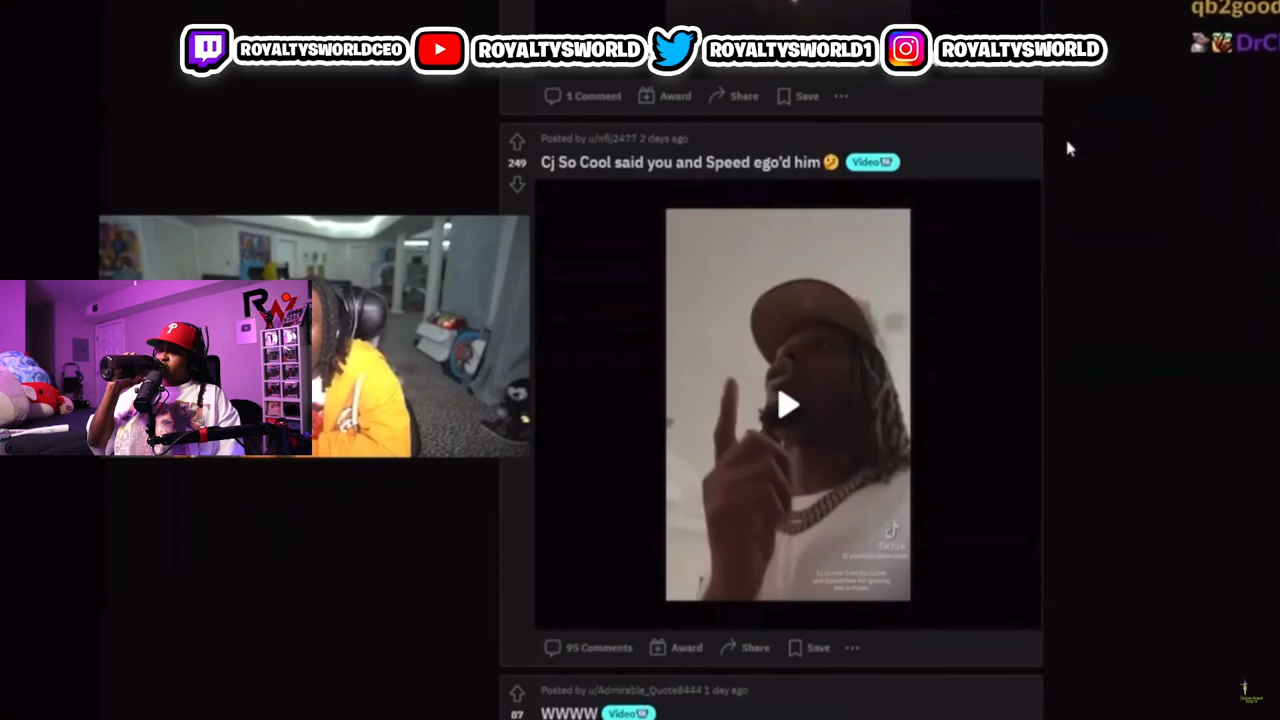 qb2good
ROYALTYSWORLDCEO
ROYALTYSWORLD
ROYALTYSWORLD1
ROYALTYSWORLD
DrC
1 Comment
Award
Share
Save
Posted by u/nflj2477 2 days ago
249
Cj So Cool said you and Speed ego'd him
Video
TikTok
95 Comments
Award
Share
Save
Posted by u/Admirable_Quote8444 1 day ago
87
WWWW
Video